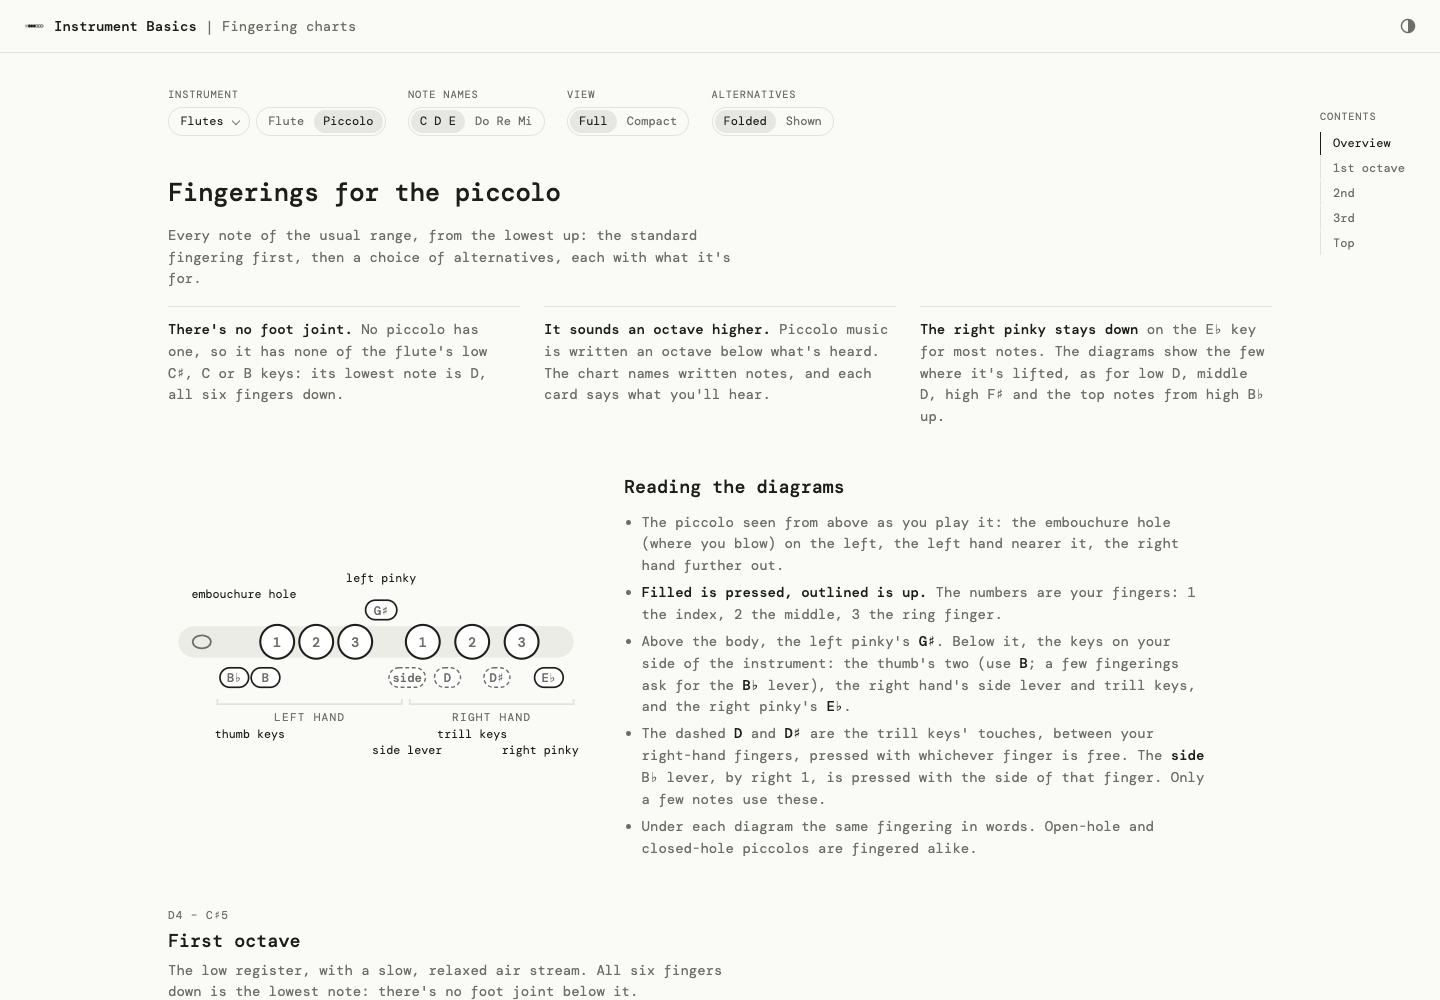 Instrument Basics | Fingering charts
INSTRUMENT
Flutes
Flute Piccolo
NOTE NAMES
C D E Do Re Mi
VIEW
Full Compact
ALTERNATIVES
Folded Shown
CONTENTS
Overview
1st octave
2nd
3rd
Top
Fingerings for the piccolo
Every note of the usual range, from the lowest up: the standard
fingering first, then a choice of alternatives, each with what it's
for.
There's no foot joint. No piccolo has
one, so it has none of the flute's low
C♯, C or B keys: its lowest note is D,
all six fingers down.
It sounds an octave higher. Piccolo music
is written an octave below what's heard.
The chart names written notes, and each
card says what you'll hear.
The right pinky stays down on the E♭ key
for most notes. The diagrams show the few
where it's lifted, as for low D, middle
D, high F♯ and the top notes from high B♭
up.
left pinky
embouchure hole
G♯
1 2 3 1 2 3
B♭ B side D D♯ E♭
LEFT HAND RIGHT HAND
thumb keys trill keys
side lever right pinky
Reading the diagrams
• The piccolo seen from above as you play it: the embouchure hole
(where you blow) on the left, the left hand nearer it, the right
hand further out.
• Filled is pressed, outlined is up. The numbers are your fingers: 1
the index, 2 the middle, 3 the ring finger.
• Above the body, the left pinky's G♯. Below it, the keys on your
side of the instrument: the thumb's two (use B; a few fingerings
ask for the B♭ lever), the right hand's side lever and trill keys,
and the right pinky's E♭.
• The dashed D and D♯ are the trill keys' touches, between your
right-hand fingers, pressed with whichever finger is free. The side
B♭ lever, by right 1, is pressed with the side of that finger. Only
a few notes use these.
• Under each diagram the same fingering in words. Open-hole and
closed-hole piccolos are fingered alike.
D4 – C♯5
First octave
The low register, with a slow, relaxed air stream. All six fingers
down is the lowest note: there's no foot joint below it.